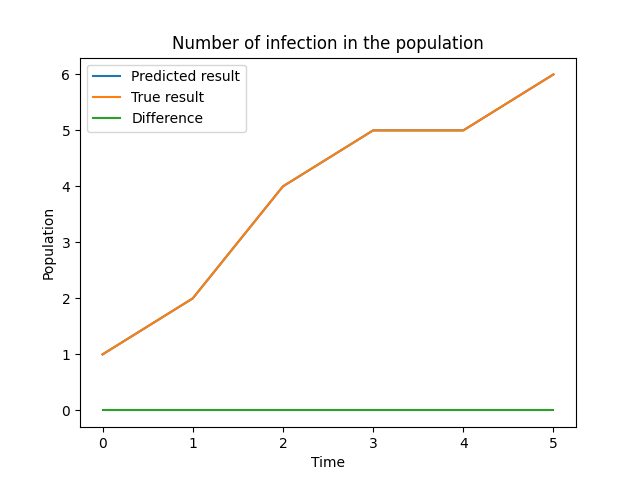 Number of infection in the population
Predicted result
True result
Difference
6
5
4
3
2
1
0
Population
0 1 2 3 4 5
Time